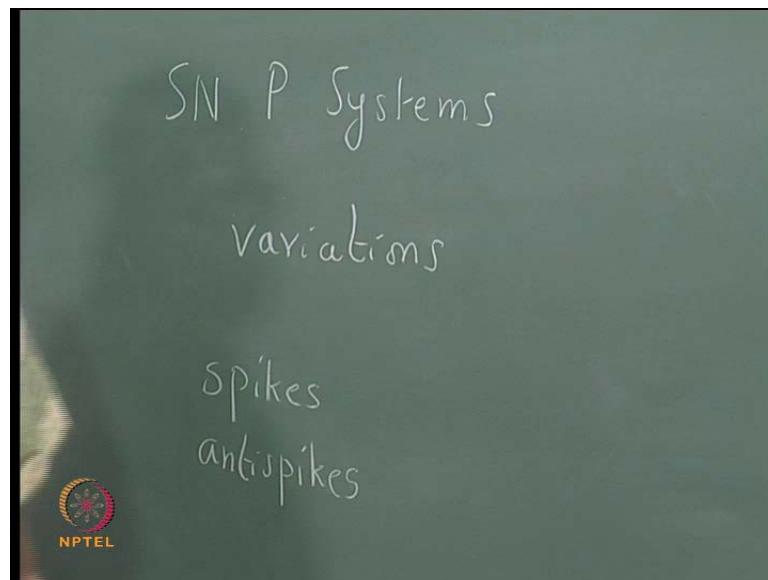 SN P Systems
variations
spikes
antispikes
NPTEL